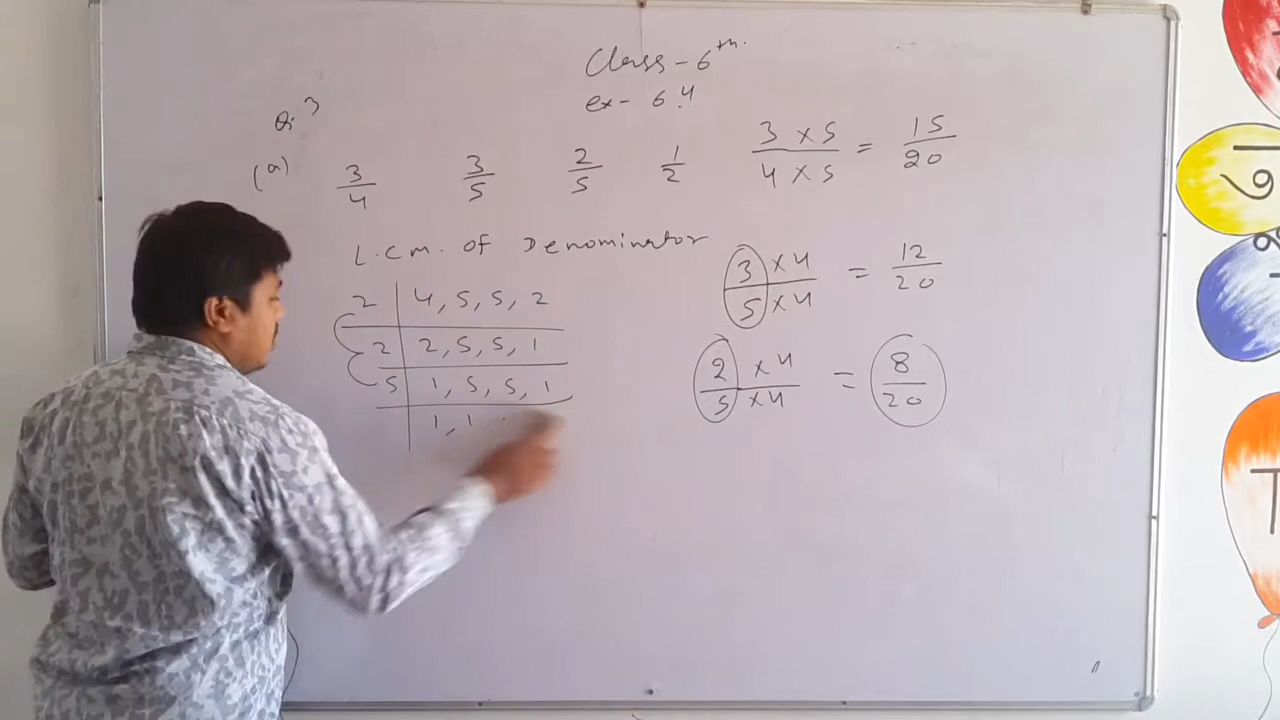 Class - 6th.
ex - 6.4
Q. 3
(a) 3/4 3/5 2/5 1/2
3 × 5 / 4 × 5 = 15/20
L.C.M. of Denominator
2 | 4, 5, 5, 2
2 | 2, 5, 5, 1
5 | 1, 5, 5, 1
1, 1
3 × 4 / 5 × 4 = 12/20
2 × 4 / 5 × 4 = 8/20